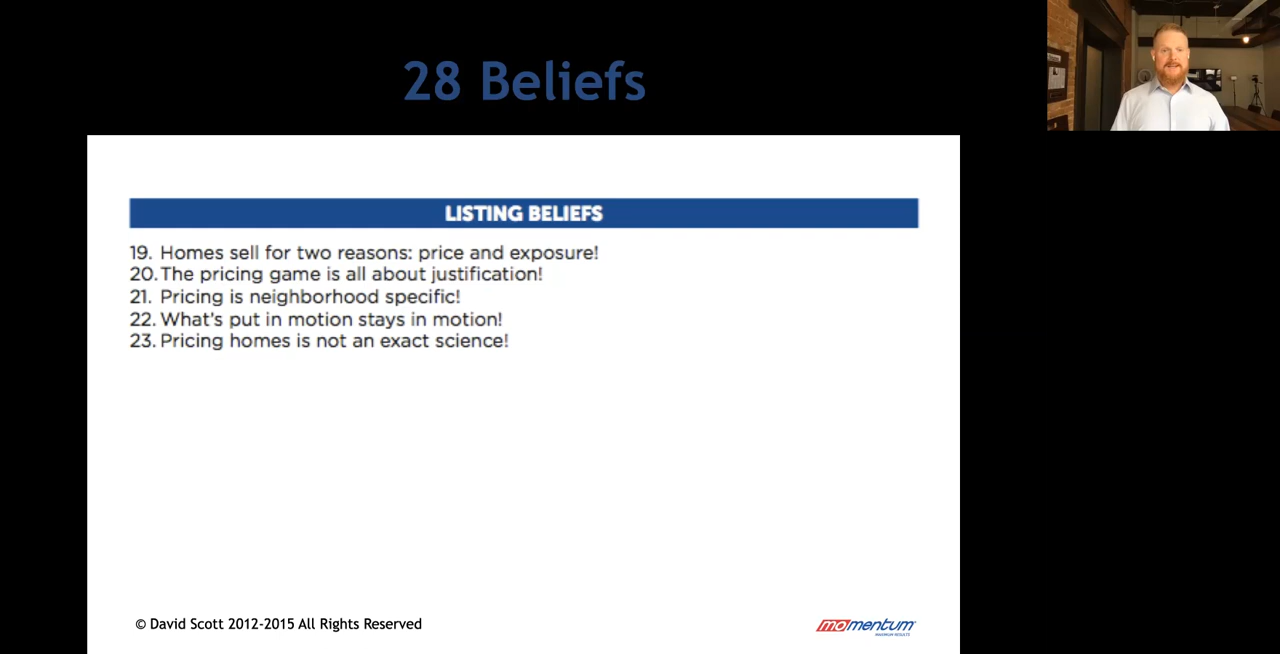 28 Beliefs
LISTING BELIEFS
19. Homes sell for two reasons: price and exposure!
20. The pricing game is all about justification!
21. Pricing is neighborhood specific!
22. What's put in motion stays in motion!
23. Pricing homes is not an exact science!
© David Scott 2012-2015 All Rights Reserved
momentum
MAXIMUM RESULTS